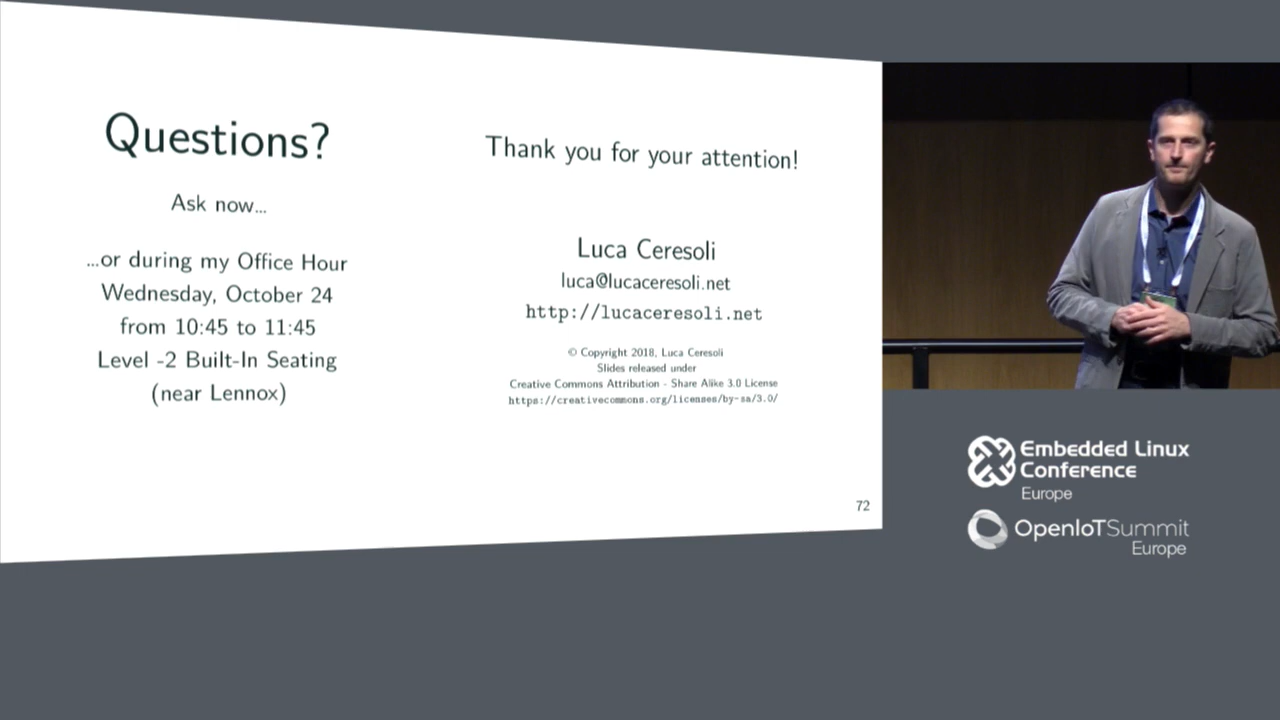 Questions?
Ask now...
...or during my Office Hour
Wednesday, October 24
from 10:45 to 11:45
Level -2 Built-In Seating
(near Lennox)
Thank you for your attention!
Luca Ceresoli
luca@lucaceresoli.net
http://lucaceresoli.net
© Copyright 2018, Luca Ceresoli
Slides released under
Creative Commons Attribution - Share Alike 3.0 License
https://creativecommons.org/licenses/by-sa/3.0/
72
Embedded Linux
Conference
Europe
OpenIoTSummit
Europe